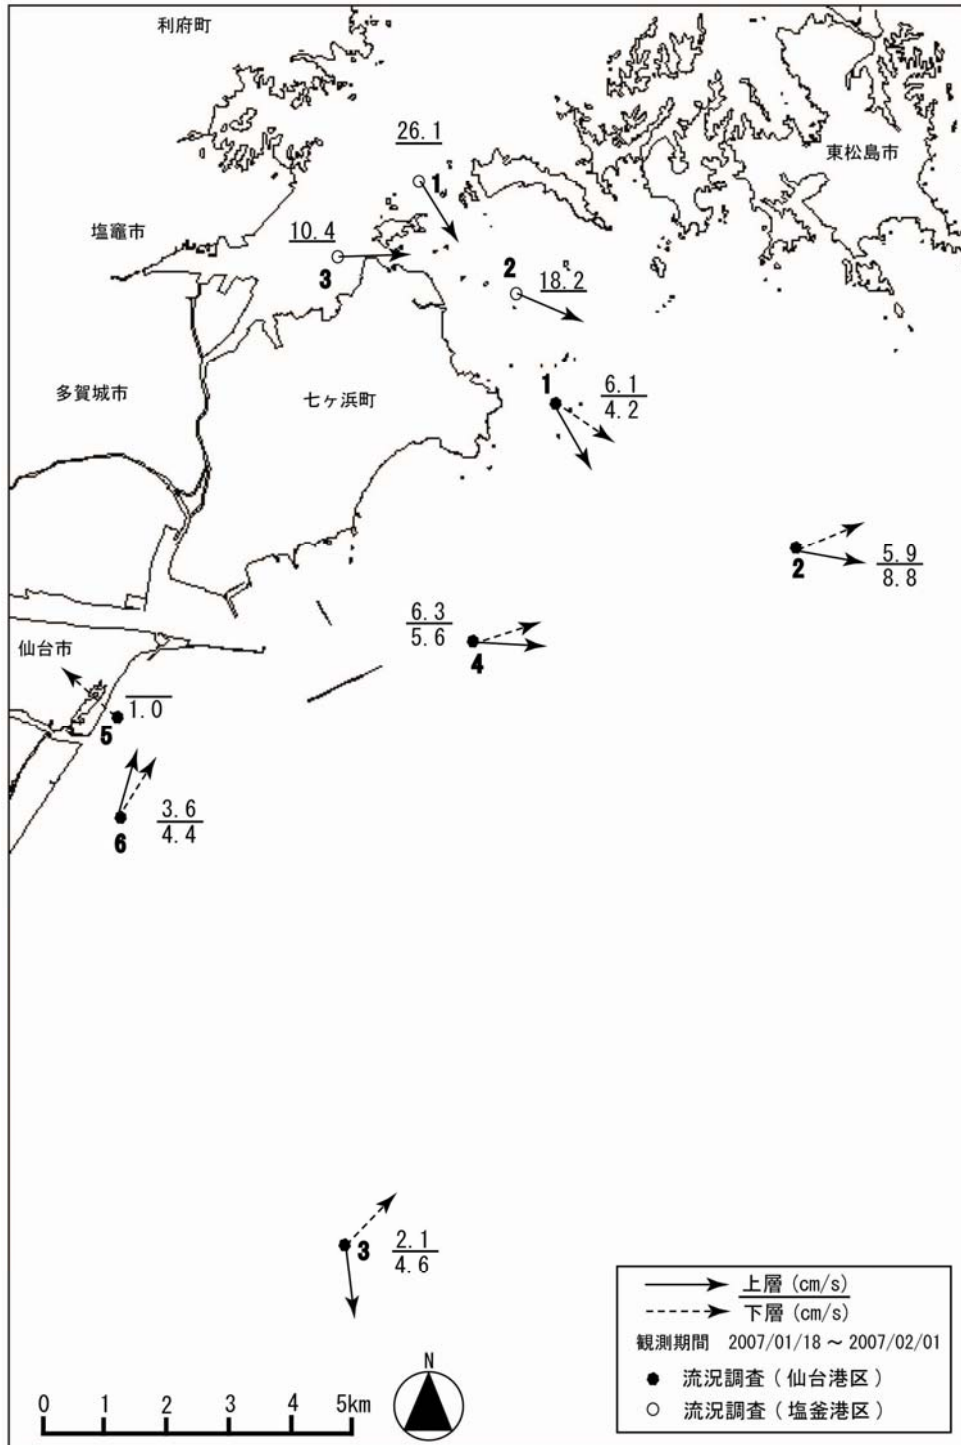 利府町
26.1
東松島市
1
塩竈市
10.4
3
2
18.2
多賀城市
七ヶ浜町
1
6.1
4.2
2
5.9
8.8
6.3
5.6
4
仙台市
1.0
5
3.6
4.4
6
3
2.1
4.6
上層 (cm/s)
下層 (cm/s)
観測期間 2007/01/18 ~ 2007/02/01
流況調査 ( 仙台港区 )
流況調査 ( 塩釜港区 )
N
0 1 2 3 4 5km